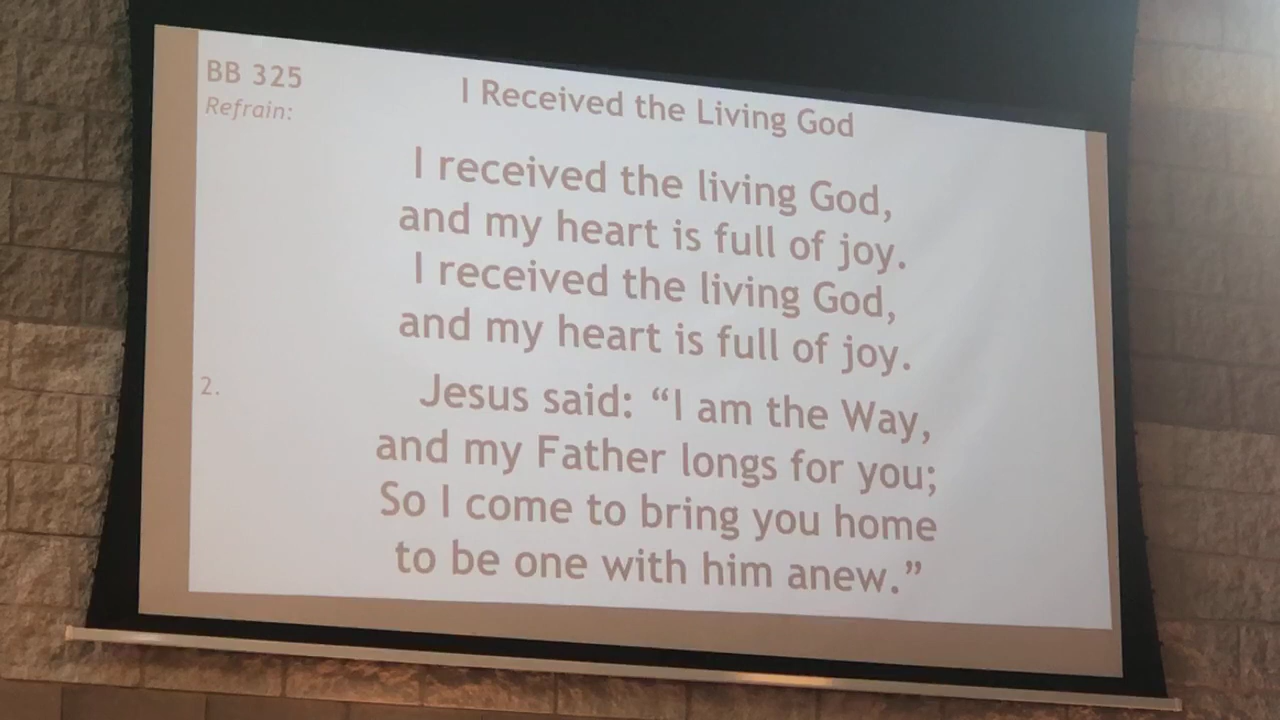 BB 325
I Received the Living God
Refrain:
I received the living God,
and my heart is full of joy.
I received the living God,
and my heart is full of joy.
2.
Jesus said: “I am the Way,
and my Father longs for you;
So I come to bring you home
to be one with him anew.”